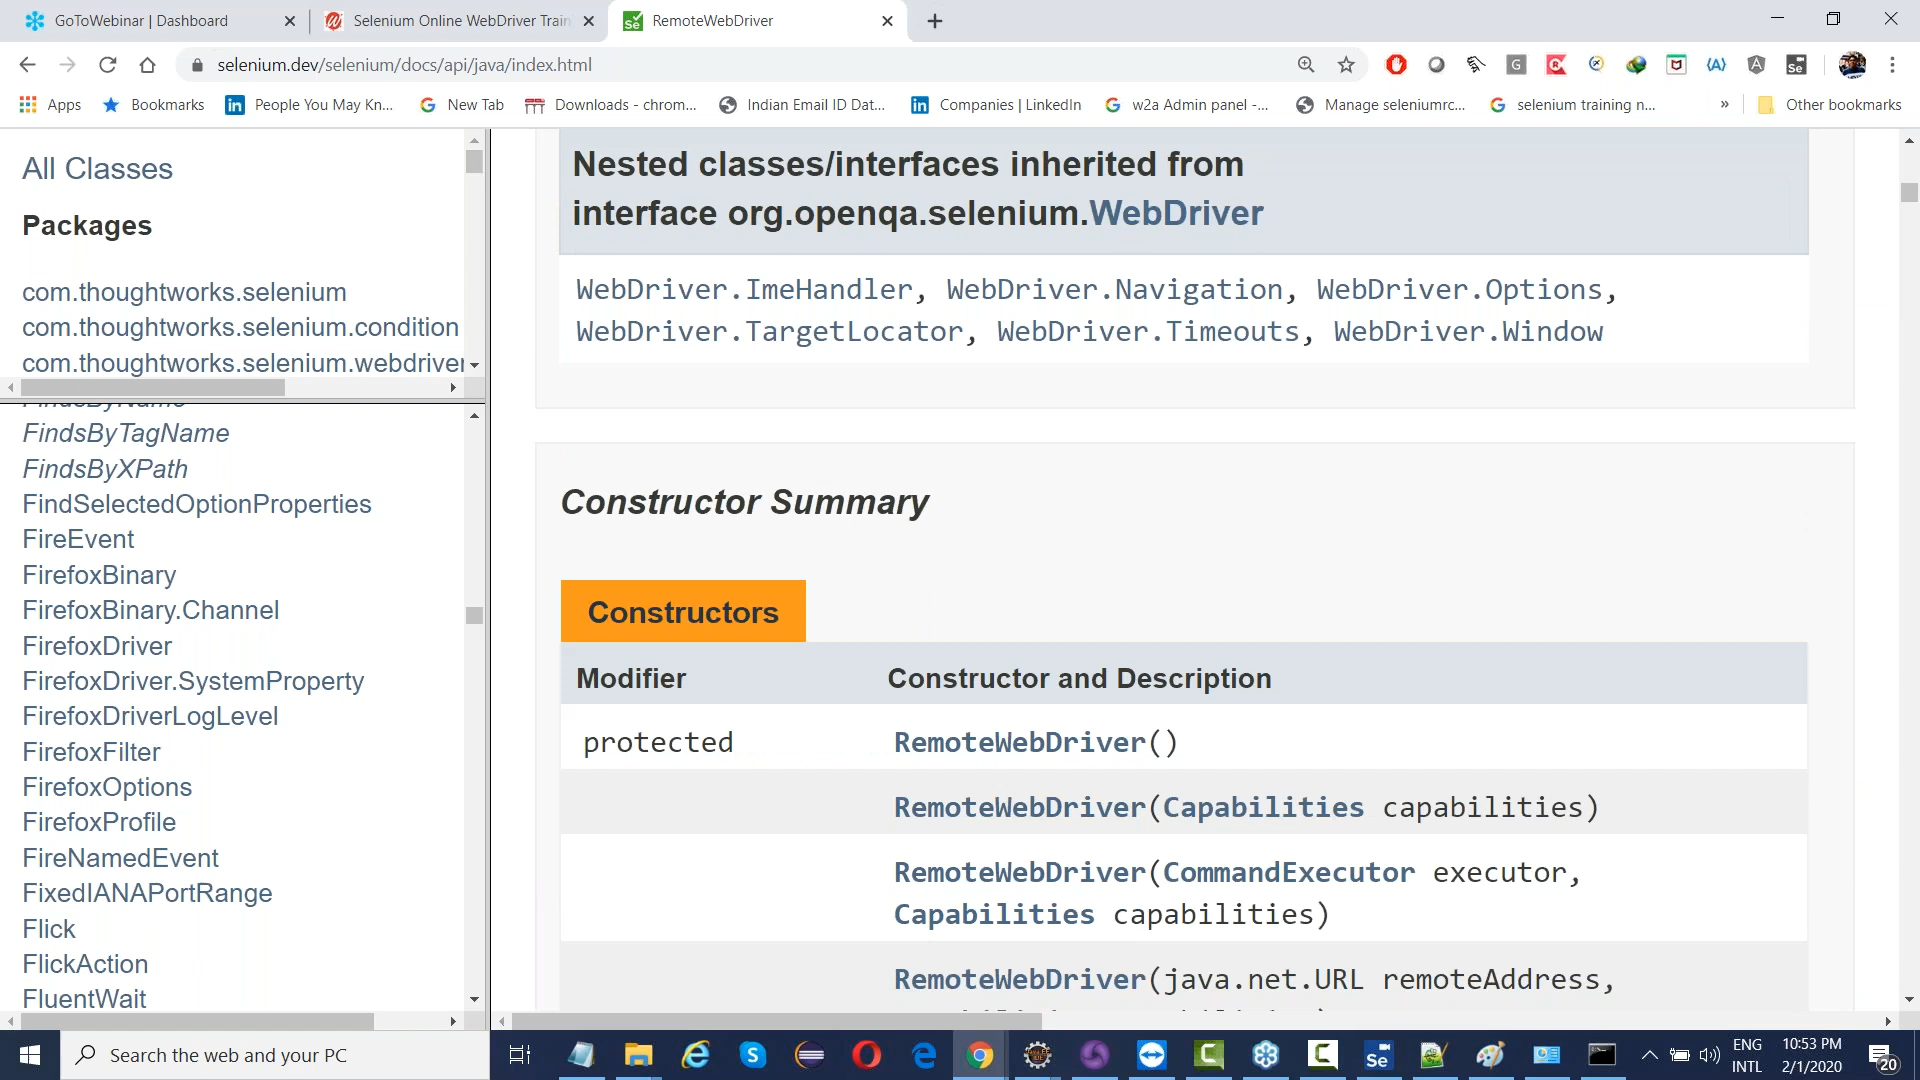 GoToWebinar | Dashboard
Selenium Online WebDriver Train
RemoteWebDriver
selenium.dev/selenium/docs/api/java/index.html
Apps
Bookmarks
People You May Kn...
New Tab
Downloads - chrom...
Indian Email ID Dat...
Companies | LinkedIn
w2a Admin panel -...
Manage seleniumrc...
selenium training n...
»
Other bookmarks
All Classes
Packages
com.thoughtworks.selenium
com.thoughtworks.selenium.condition
com.thoughtworks.selenium.webdriver
FindsByName
FindsByTagName
FindsByXPath
FindSelectedOptionProperties
FireEvent
FirefoxBinary
FirefoxBinary.Channel
FirefoxDriver
FirefoxDriver.SystemProperty
FirefoxDriverLogLevel
FirefoxFilter
FirefoxOptions
FirefoxProfile
FireNamedEvent
FixedIANAPortRange
Flick
FlickAction
FluentWait
Nested classes/interfaces inherited from
interface org.openqa.selenium.WebDriver
WebDriver.ImeHandler, WebDriver.Navigation, WebDriver.Options,
WebDriver.TargetLocator, WebDriver.Timeouts, WebDriver.Window
Constructor Summary
Constructors
Modifier Constructor and Description
protected RemoteWebDriver()
RemoteWebDriver(Capabilities capabilities)
RemoteWebDriver(CommandExecutor executor,
Capabilities capabilities)
RemoteWebDriver(java.net.URL remoteAddress,
Search the web and your PC
ENG
INTL
10:53 PM
2/1/2020
20